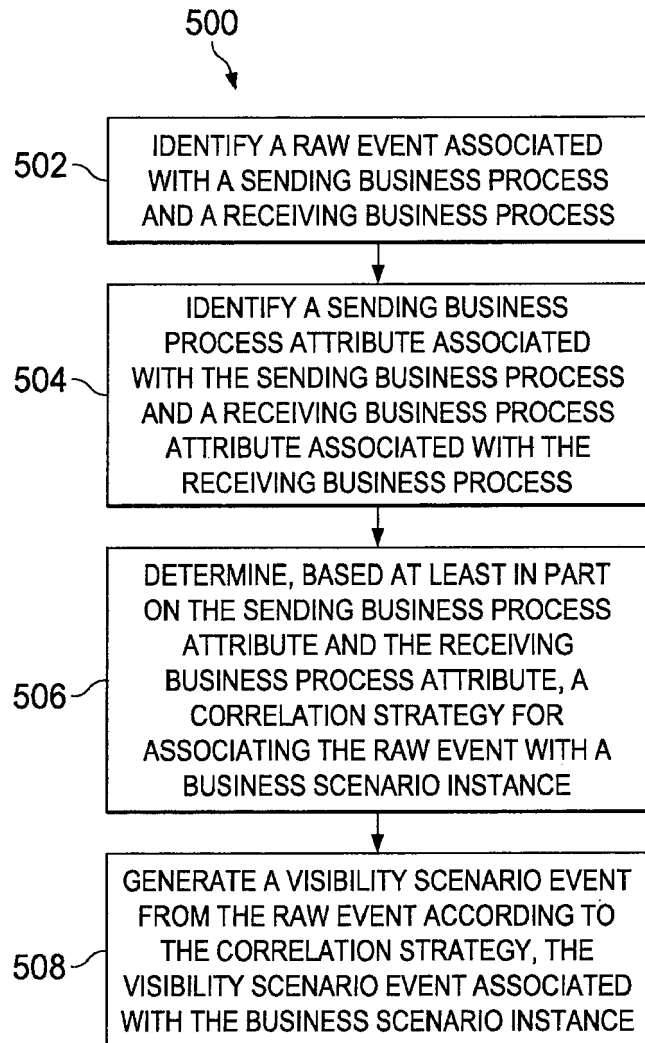 500
502
IDENTIFY A RAW EVENT ASSOCIATED
WITH A SENDING BUSINESS PROCESS
AND A RECEIVING BUSINESS PROCESS
504
IDENTIFY A SENDING BUSINESS
PROCESS ATTRIBUTE ASSOCIATED
WITH THE SENDING BUSINESS PROCESS
AND A RECEIVING BUSINESS PROCESS
ATTRIBUTE ASSOCIATED WITH THE
RECEIVING BUSINESS PROCESS
506
DETERMINE, BASED AT LEAST IN PART
ON THE SENDING BUSINESS PROCESS
ATTRIBUTE AND THE RECEIVING
BUSINESS PROCESS ATTRIBUTE, A
CORRELATION STRATEGY FOR
ASSOCIATING THE RAW EVENT WITH A
BUSINESS SCENARIO INSTANCE
508
GENERATE A VISIBILITY SCENARIO EVENT
FROM THE RAW EVENT ACCORDING TO
THE CORRELATION STRATEGY, THE
VISIBILITY SCENARIO EVENT ASSOCIATED
WITH THE BUSINESS SCENARIO INSTANCE